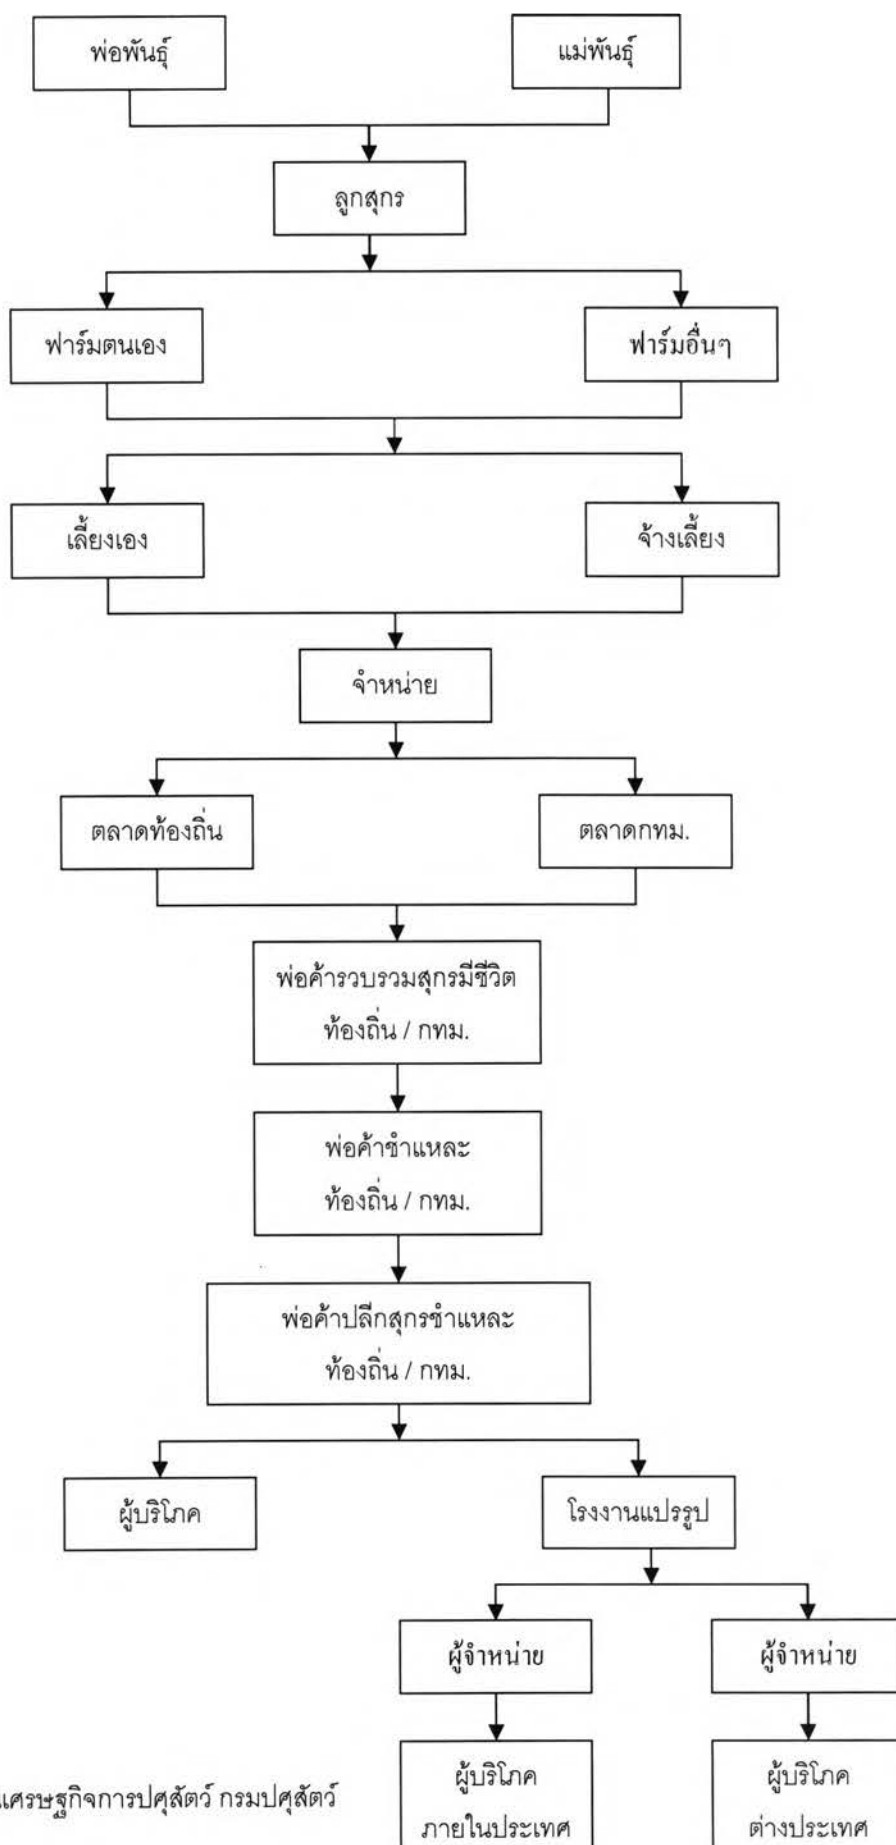 พ่อพันธุ์
แม่พันธุ์
ลูกสุกร
ฟาร์มตนเอง
ฟาร์มอื่นๆ
เลี้ยงเอง
จ้างเลี้ยง
จำหน่าย
ตลาดท้องถิ่น
ตลาดกทม.
พ่อค้ารวบรวมสุกรมีชีวิต
ท้องถิ่น / กทม.
พ่อค้าชำแหละ
ท้องถิ่น / กทม.
พ่อค้าปลีกสุกรชำแหละ
ท้องถิ่น / กทม.
ผู้บริโภค
โรงงานแปรรูป
ผู้จำหน่าย
ผู้จำหน่าย
ผู้บริโภค
ภายในประเทศ
ผู้บริโภค
ต่างประเทศ
เศรษฐกิจการปศุสัตว์ กรมปศุสัตว์